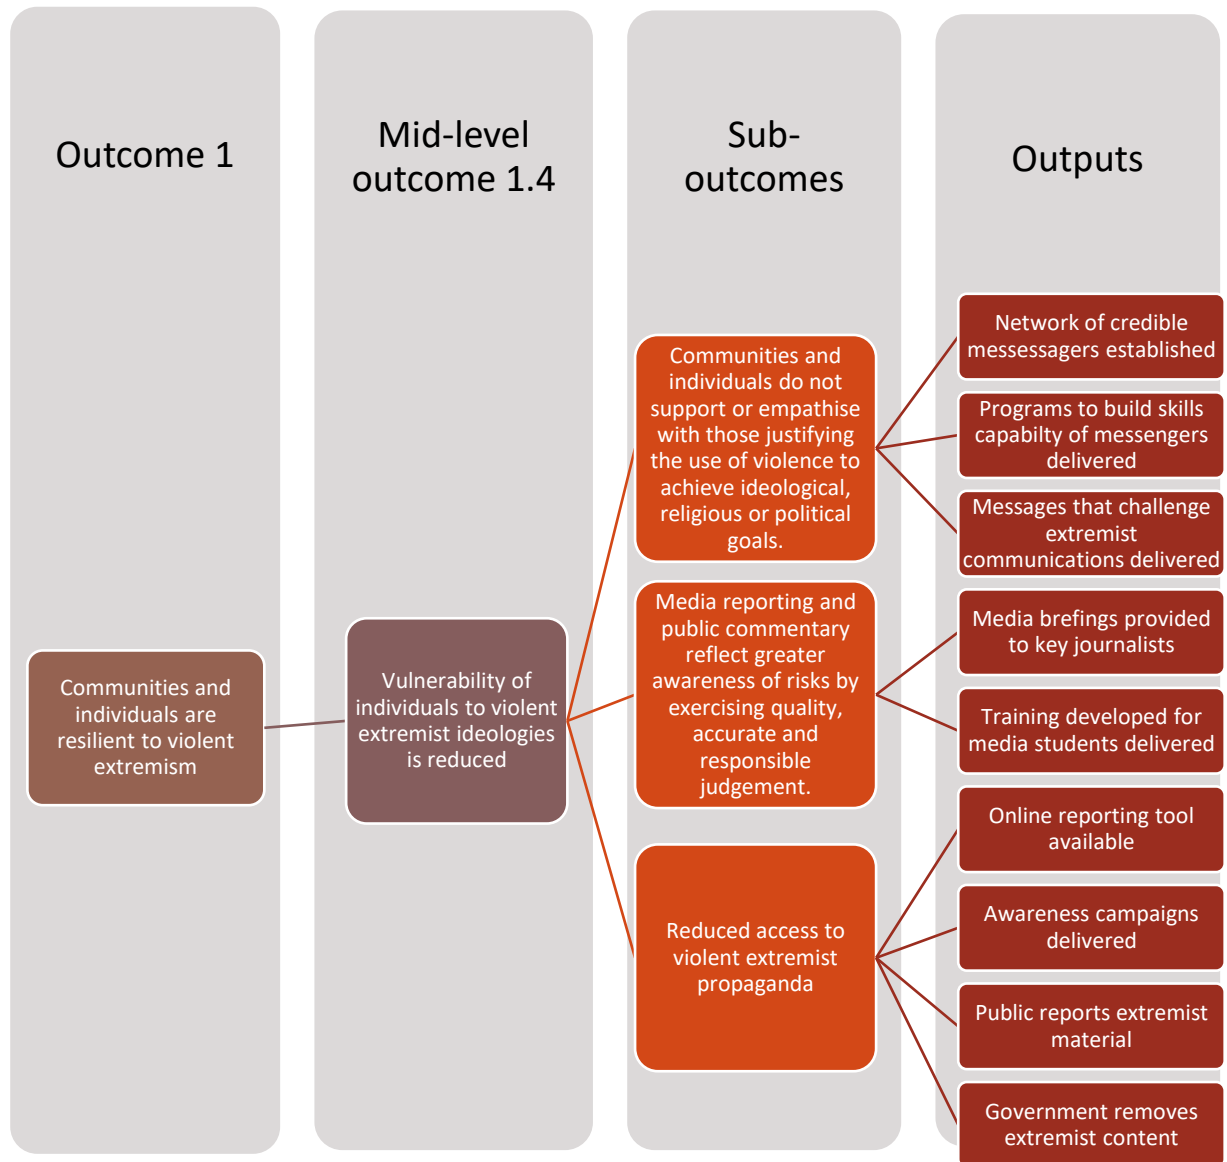 Outcome 1
Mid-level
outcome 1.4
Sub-
outcomes
Outputs
Communities and
individuals are
resilient to violent
extremism
Vulnerability of
individuals to violent
extremist ideologies
is reduced
Communities and
individuals do not
support or empathise
with those justifying
the use of violence to
achieve ideological,
religious or political
goals.
Network of credible
messessagers established
Programs to build skills
capabilty of messengers
delivered
Messages that challenge
extremist
communications delivered
Media reporting and
public commentary
reflect greater
awareness of risks by
exercising quality,
accurate and
responsible
judgement.
Media brefings provided
to key journalists
Training developed for
media students delivered
Reduced access to
violent extremist
propaganda
Online reporting tool
available
Awareness campaigns
delivered
Public reports extremist
material
Government removes
extremist content